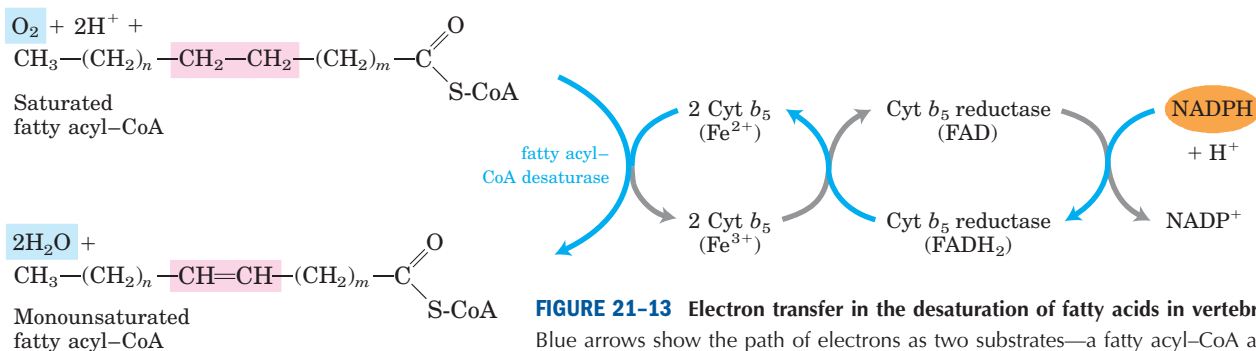 O₂ + 2H⁺ +
CH₃—(CH₂)ₙ—CH₂—CH₂—(CH₂)ₘ—C
O
S-CoA
Saturated
fatty acyl–CoA
fatty acyl–
CoA desaturase
2 Cyt b₅
(Fe²⁺)
Cyt b₅ reductase
(FAD)
NADPH
+ H⁺
2 Cyt b₅
(Fe³⁺)
Cyt b₅ reductase
(FADH₂)
NADP⁺
2H₂O +
CH₃—(CH₂)ₙ—CH=CH—(CH₂)ₘ—C
O
S-CoA
Monounsaturated
fatty acyl–CoA
FIGURE 21–13 Electron transfer in the desaturation of fatty acids in
Blue arrows show the path of electrons as two substrates—a fatty acyl–CoA